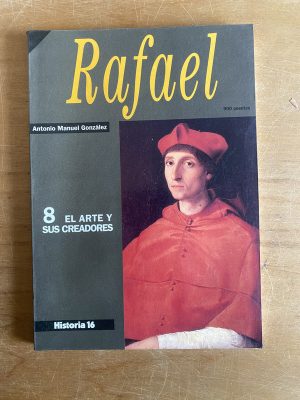 Rafael
900 pesetas
Antonio Manuel González
8 EL ARTE Y
SUS CREADORES
Historia 16